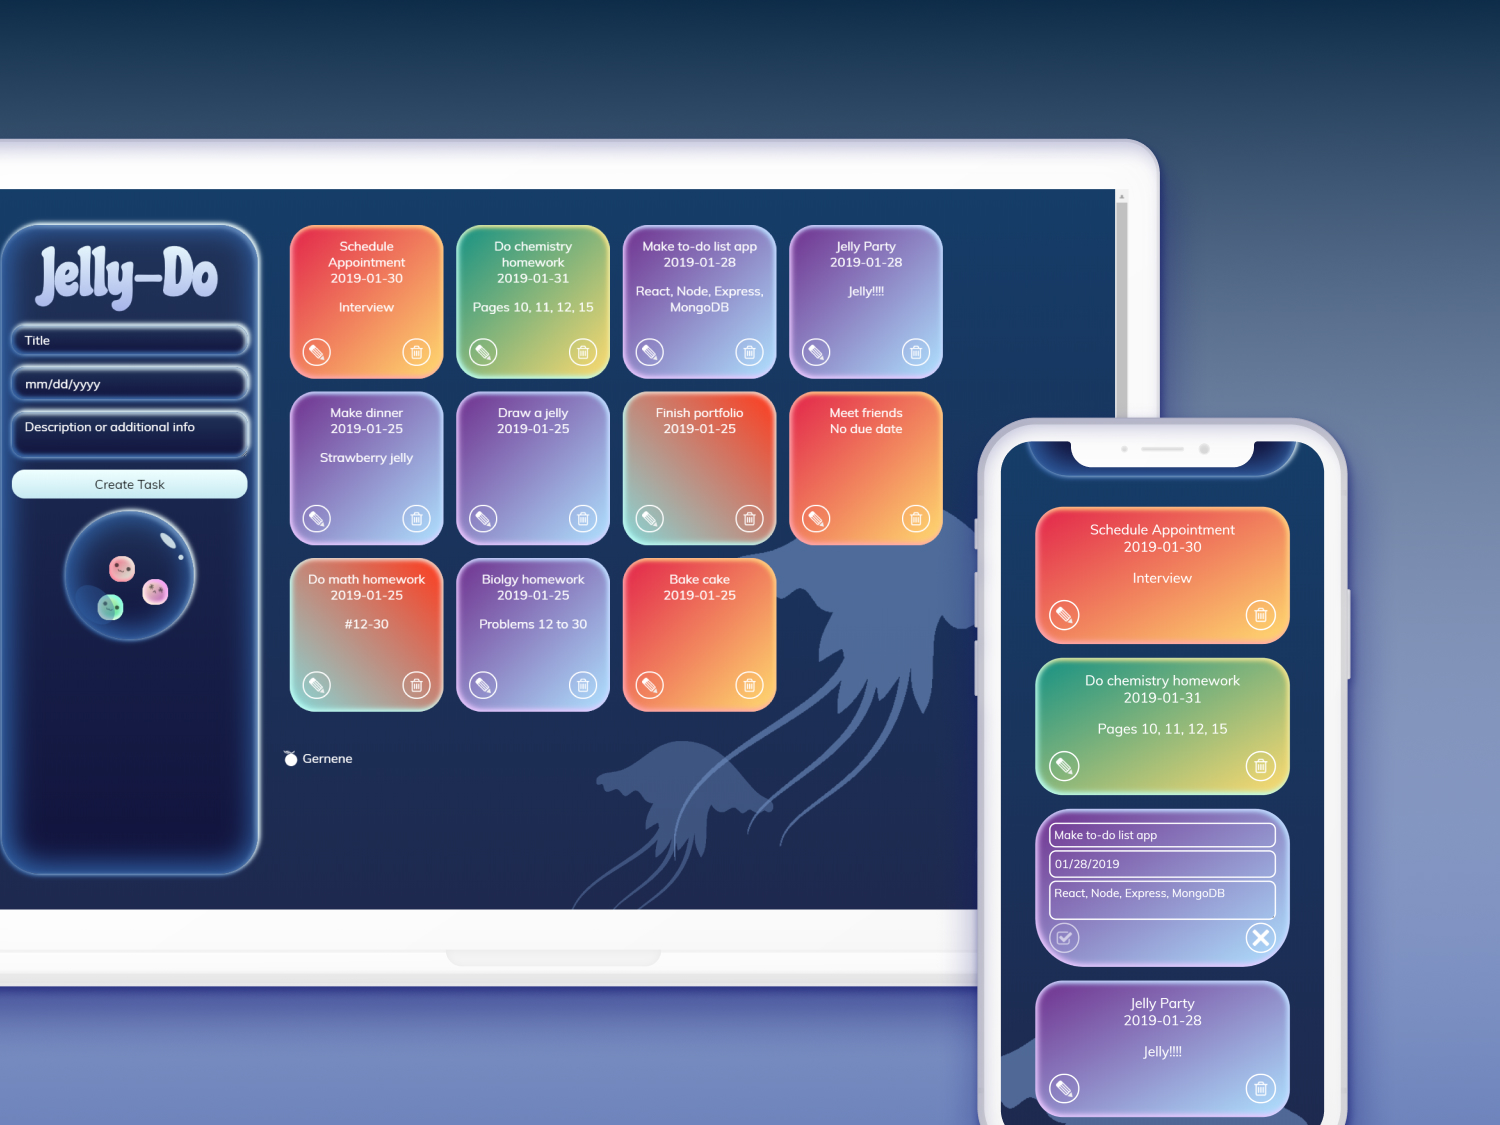 Jelly-Do
Title
mm/dd/yyyy
Description or additional info
Create Task
Schedule
Appointment
2019-01-30
Interview
Do chemistry
homework
2019-01-31
Pages 10, 11, 12, 15
Make to-do list app
2019-01-28
React, Node, Express,
MongoDB
Jelly Party
2019-01-28
Jelly!!!!
Make dinner
2019-01-25
Strawberry jelly
Draw a jelly
2019-01-25
Finish portfolio
2019-01-25
Meet friends
No due date
Do math homework
2019-01-25
#12-30
Biolgy homework
2019-01-25
Problems 12 to 30
Bake cake
2019-01-25
Gernene
Schedule Appointment
2019-01-30
Interview
Do chemistry homework
2019-01-31
Pages 10, 11, 12, 15
Make to-do list app
01/28/2019
React, Node, Express, MongoDB
Jelly Party
2019-01-28
Jelly!!!!